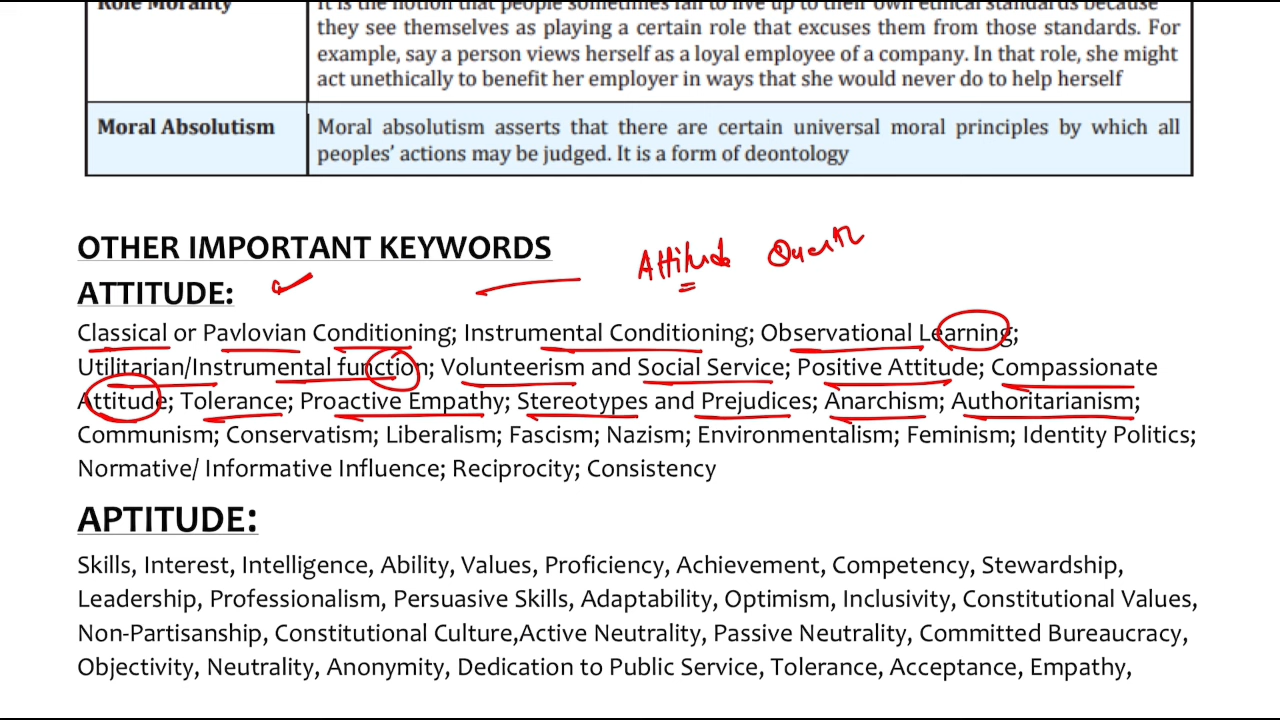 Role Morality
It is the notion that people sometimes fail to live up to their own ethical standards because
they see themselves as playing a certain role that excuses them from those standards. For
example, say a person views herself as a loyal employee of a company. In that role, she might
act unethically to benefit her employer in ways that she would never do to help herself
Moral Absolutism
Moral absolutism asserts that there are certain universal moral principles by which all
peoples' actions may be judged. It is a form of deontology
OTHER IMPORTANT KEYWORDS
Attitude
ATTITUDE:
Classical or Pavlovian Conditioning; Instrumental Conditioning; Observational Learning;
Utilitarian/Instrumental function; Volunteerism and Social Service; Positive Attitude; Compassionate
Attitude; Tolerance; Proactive Empathy; Stereotypes and Prejudices; Anarchism; Authoritarianism;
Communism; Conservatism; Liberalism; Fascism; Nazism; Environmentalism; Feminism; Identity Politics;
Normative/ Informative Influence; Reciprocity; Consistency
APTITUDE:
Skills, Interest, Intelligence, Ability, Values, Proficiency, Achievement, Competency, Stewardship,
Leadership, Professionalism, Persuasive Skills, Adaptability, Optimism, Inclusivity, Constitutional Values,
Non-Partisanship, Constitutional Culture,Active Neutrality, Passive Neutrality, Committed Bureaucracy,
Objectivity, Neutrality, Anonymity, Dedication to Public Service, Tolerance, Acceptance, Empathy,